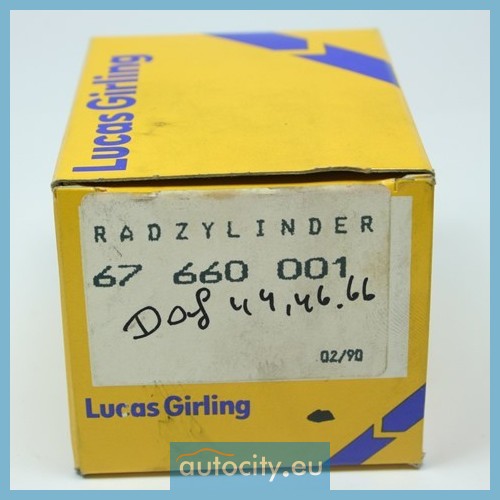 Lucas Girling
RADZYLINDER
67 660 001
Daf 44, 46. 66
02/90
Lucas Girling
autocity.eu